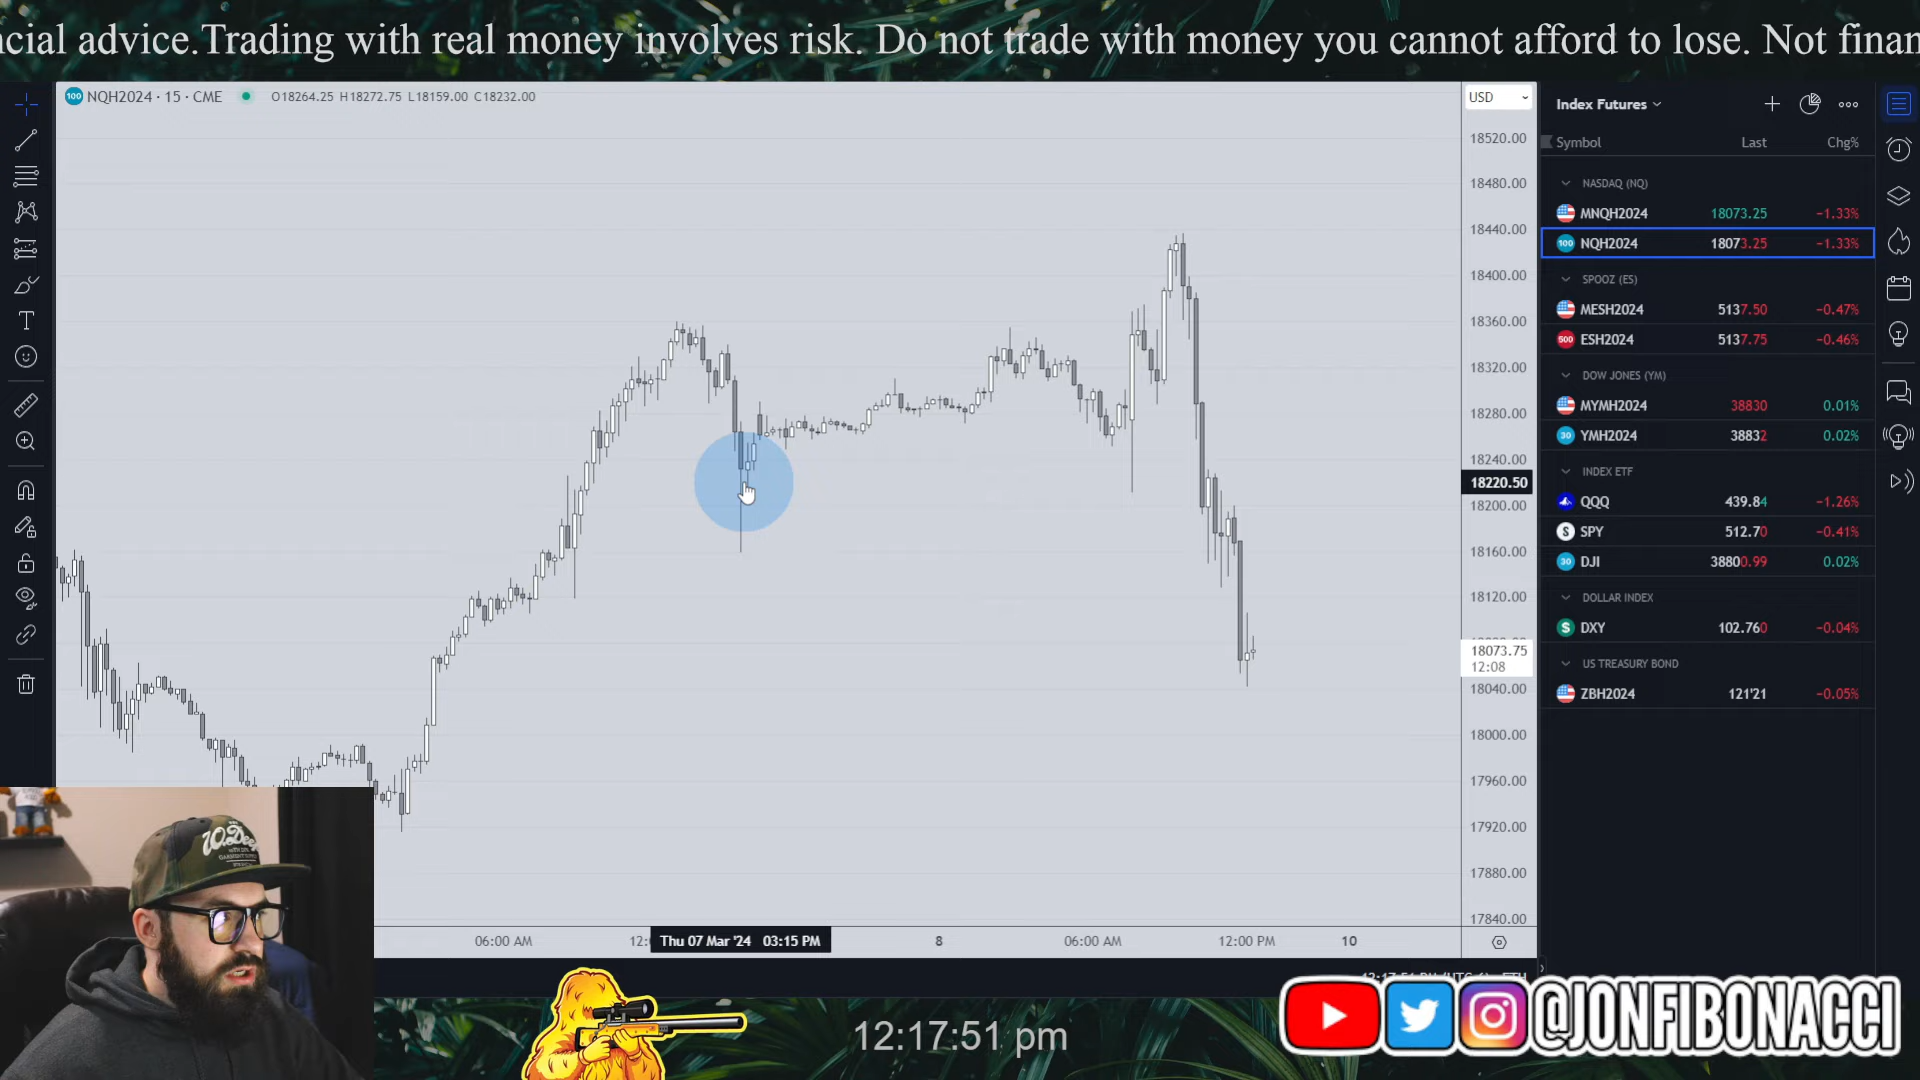 ncial advice.Trading with real money involves risk. Do not trade with money you cannot afford to lose. Not finan
NQH2024 · 15 · CME O18264.25 H18272.75 L18159.00 C18232.00
USD
18520.00
18480.00
18440.00
18400.00
18360.00
18320.00
18280.00
18240.00
18220.50
18200.00
18160.00
18120.00
18073.75
12:08
18040.00
18000.00
17960.00
17920.00
17880.00
17840.00
06:00 AM
Thu 07 Mar '24 03:15 PM
8
06:00 AM
12:00 PM
10
Index Futures
Symbol Last Chg%
NASDAQ (NQ)
MNQH2024 18073.25 −1.33%
100 NQH2024 18073.25 −1.33%
SPOOZ (ES)
MESH2024 5137.50 −0.47%
500 ESH2024 5137.75 −0.46%
DOW JONES (YM)
MYMH2024 38830 0.01%
30 YMH2024 38832 0.02%
INDEX ETF
QQQ 439.84 −1.26%
S SPY 512.70 −0.41%
30 DJI 38800.99 0.02%
DOLLAR INDEX
$ DXY 102.760 −0.04%
US TREASURY BOND
ZBH2024 121'21 −0.05%
12:17:51 pm
@JONFIBONACCI